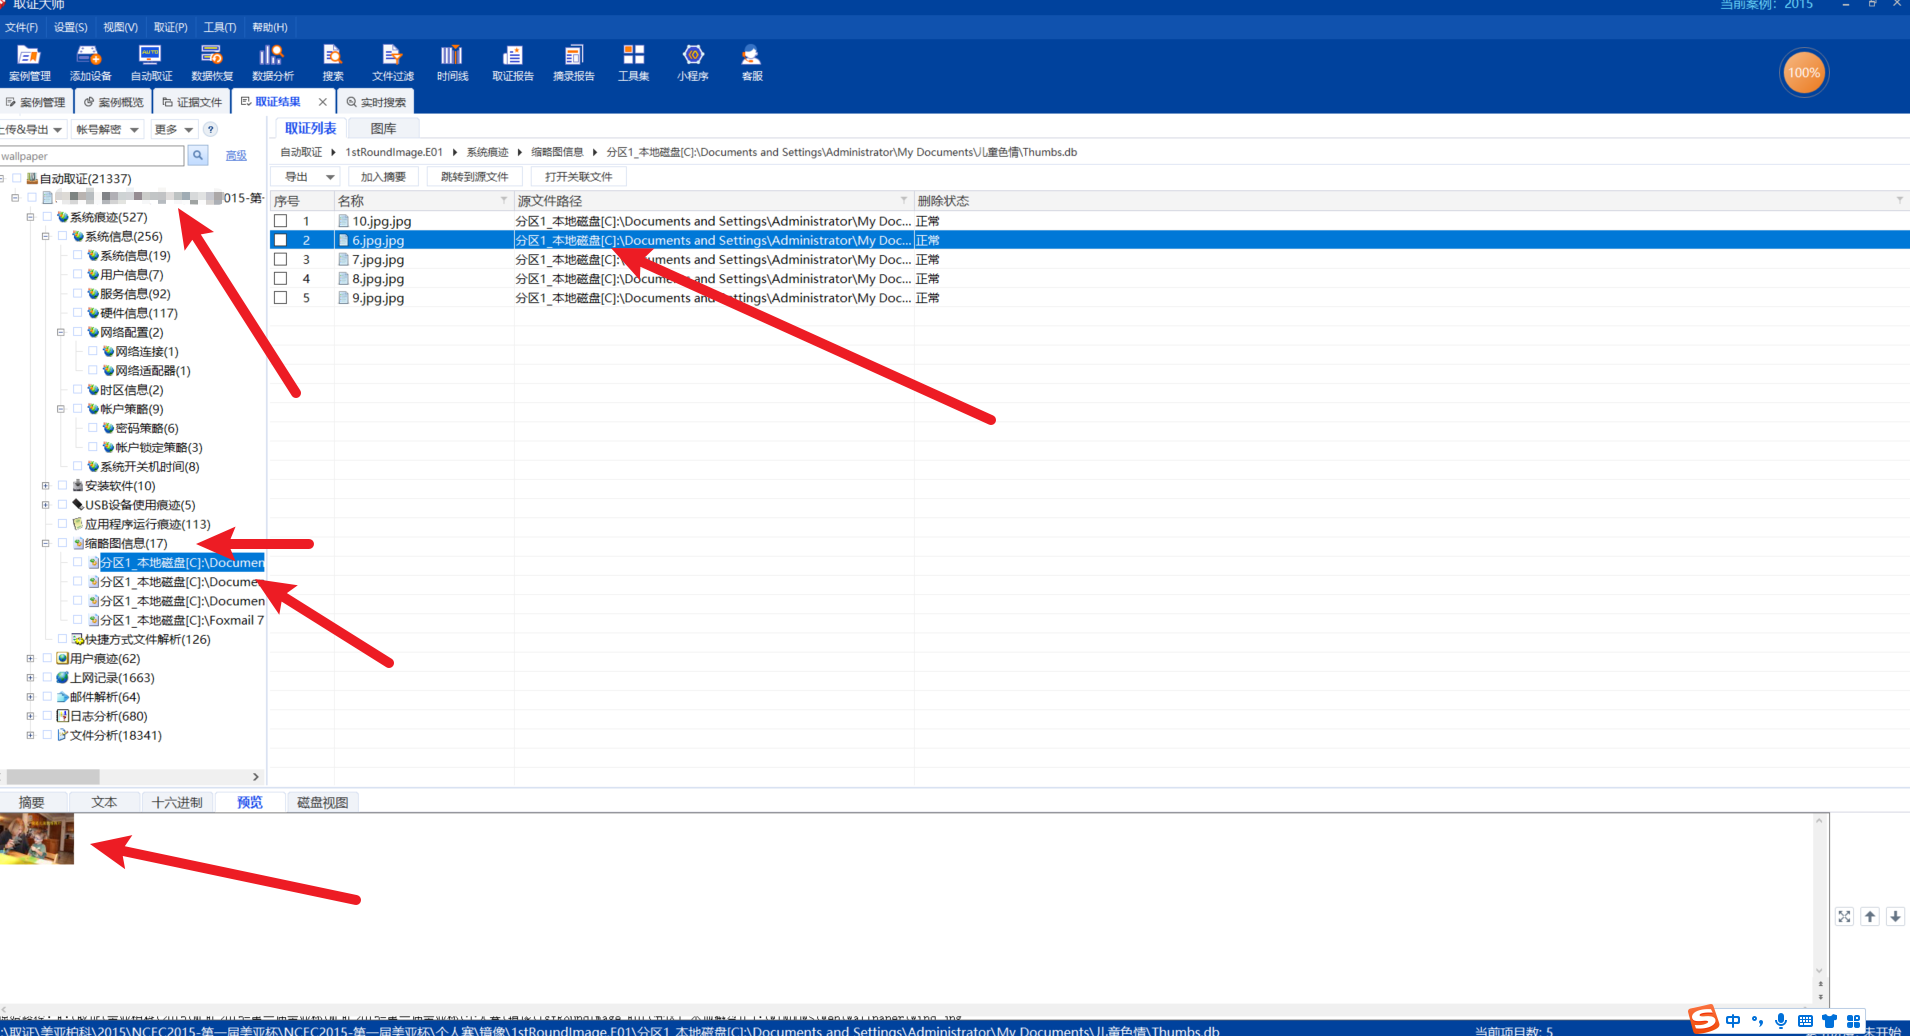 取证大师
当前案例：2015
文件(F) 设置(S) 视图(V) 取证(P) 工具(T) 帮助(H)
案例管理 添加设备 自动取证 数据恢复 数据分析 搜索 文件过滤 时间线 取证报告 摘录报告 工具集 小程序 客服
100%
案例管理 案例概览 证据文件 取证结果 实时搜索
上传&导出 帐号解密 更多 ?
取证列表 图库
wallpaper 高级
自动取证 1stRoundImage.E01 系统痕迹 缩略图信息 分区1_本地磁盘[C]:\Documents and Settings\Administrator\My Documents\儿童色情\Thumbs.db
导出 加入摘要 跳转到源文件 打开关联文件
序号 名称 源文件路径 删除状态
1 10.jpg.jpg 分区1_本地磁盘[C]:\Documents and Settings\Administrator\My Doc... 正常
2 6.jpg.jpg 分区1_本地磁盘[C]:\Documents and Settings\Administrator\My Doc... 正常
3 7.jpg.jpg 分区1_本地磁盘[C]:\Documents and Settings\Administrator\My Doc... 正常
4 8.jpg.jpg 分区1_本地磁盘[C]:\Documents and Settings\Administrator\My Doc... 正常
5 9.jpg.jpg 分区1_本地磁盘[C]:\Documents and Settings\Administrator\My Doc... 正常
自动取证(21337)
015-第
系统痕迹(527)
系统信息(256)
系统信息(19)
用户信息(7)
服务信息(92)
硬件信息(117)
网络配置(2)
网络连接(1)
网络适配器(1)
时区信息(2)
帐户策略(9)
密码策略(6)
帐户锁定策略(3)
系统开关机时间(8)
安装软件(10)
USB设备使用痕迹(5)
应用程序运行痕迹(113)
缩略图信息(17)
分区1_本地磁盘[C]:\Documen
分区1_本地磁盘[C]:\Docume
分区1_本地磁盘[C]:\Documen
分区1_本地磁盘[C]:\Foxmail 7
快捷方式文件解析(126)
用户痕迹(62)
上网记录(1663)
邮件解析(64)
日志分析(680)
文件分析(18341)
摘要 文本 十六进制 预览 磁盘视图
:\取证\美亚柏科\2015\NCFC2015-第一届美亚杯\NCFC2015-第一届美亚杯\个人赛\镜像\1stRoundImage.E01\分区1_本地磁盘[C]:\Documents and Settings\Administrator\My Documents\儿童色情\Thumbs.db
当前项目数: 5
中
未开始